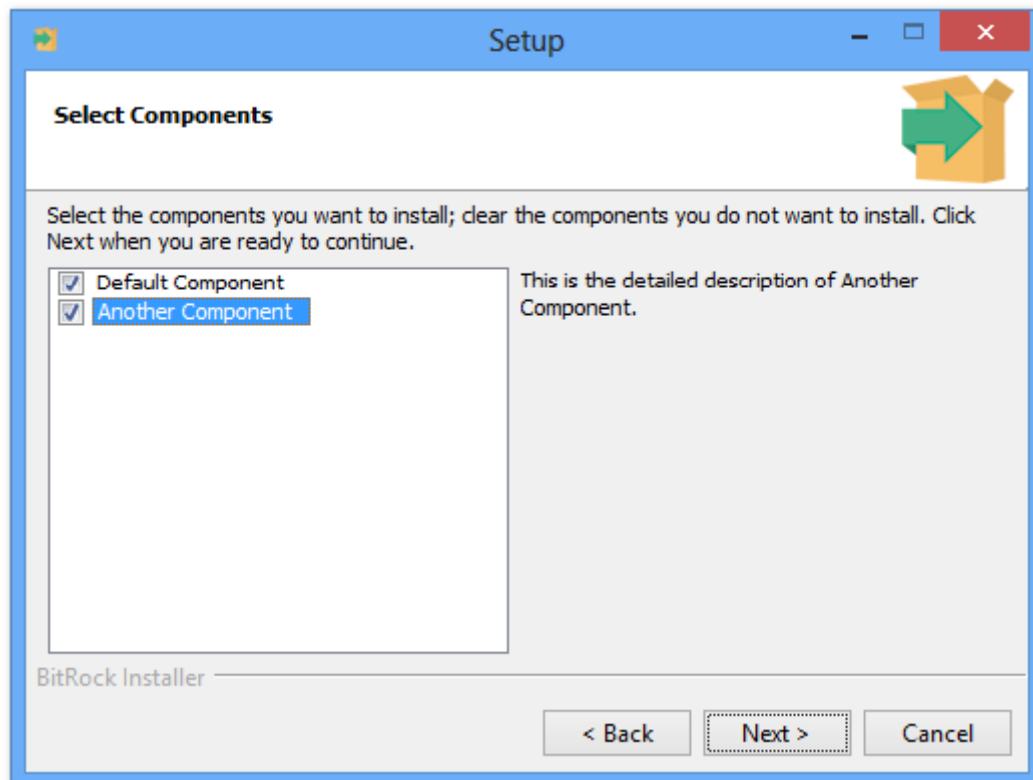 Setup
Select Components
Select the components you want to install; clear the components you do not want to install. Click
Next when you are ready to continue.
Default Component
Another Component
This is the detailed description of Another
Component.
BitRock Installer
< Back
Next >
Cancel